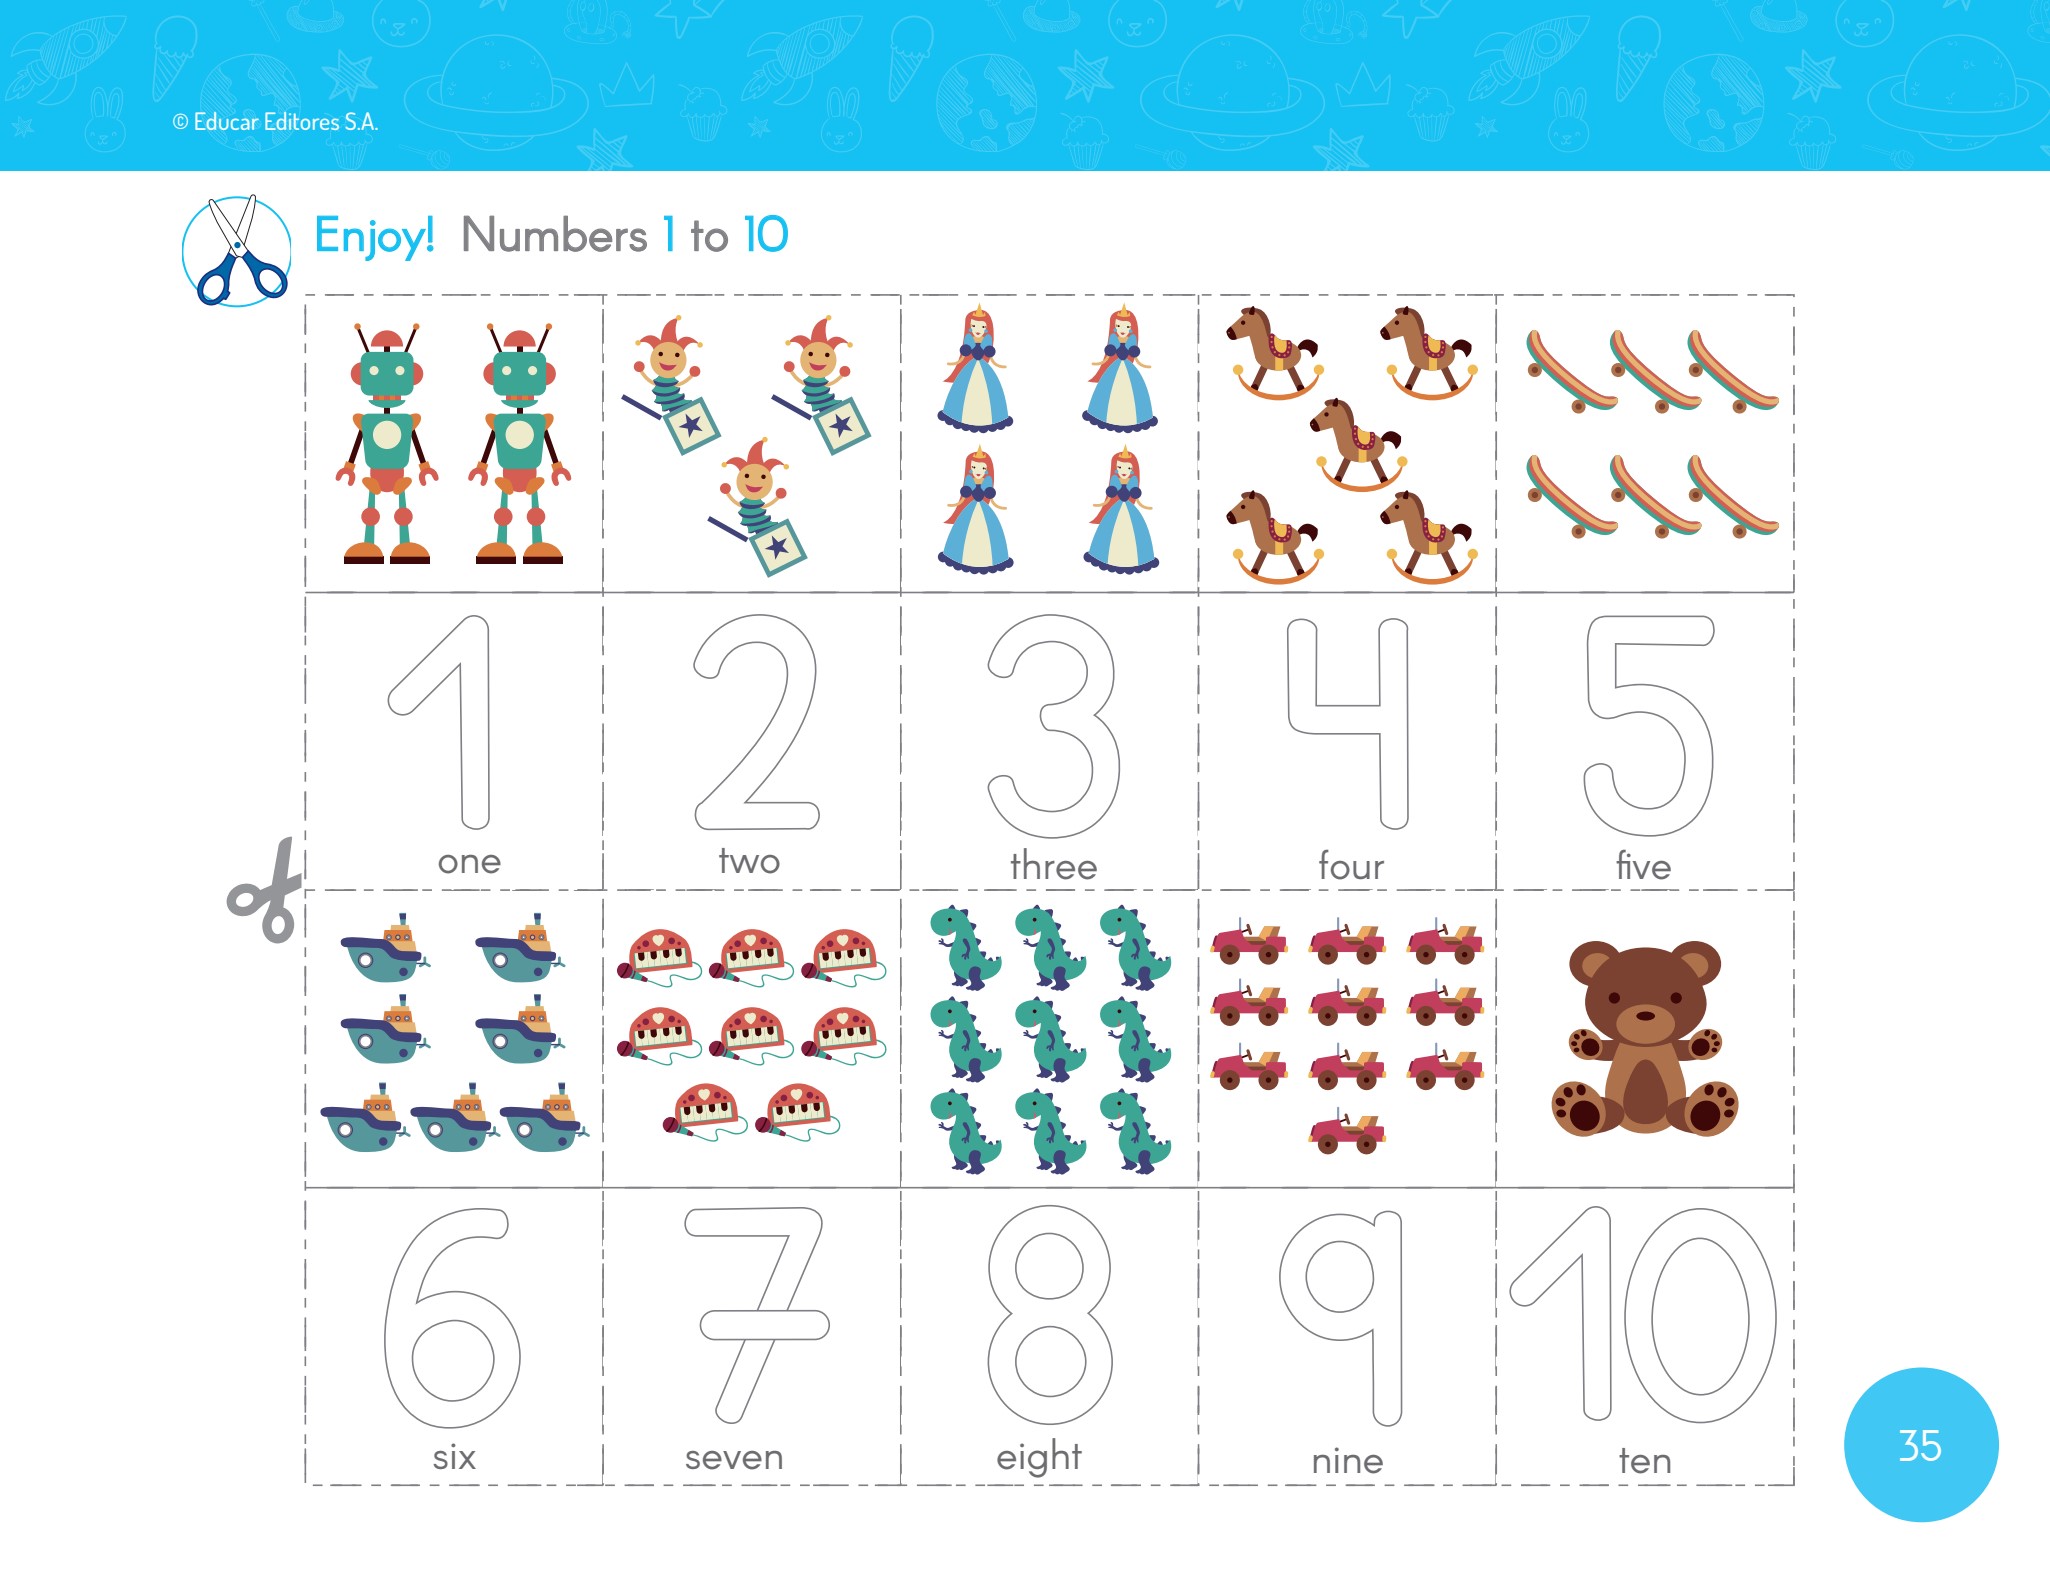 © Educar Editores S.A.
Enjoy! Numbers 1 to 10
1 2 3 4 5
one two three four five
6 7 8 9 10
six seven eight nine ten
35